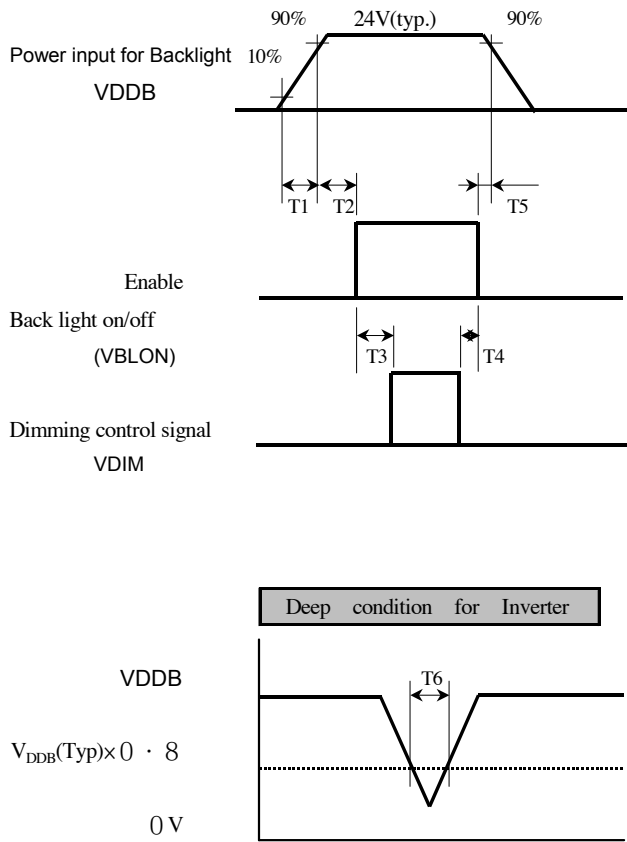 90% 24V(typ.) 90%
Power input for Backlight 10%
VDDB
T1 T2 T5
Enable
Back light on/off
(VBLON)
T3 T4
Dimming control signal
VDIM
Deep condition for Inverter
VDDB T6
VDDB(Typ)×0・8
0V